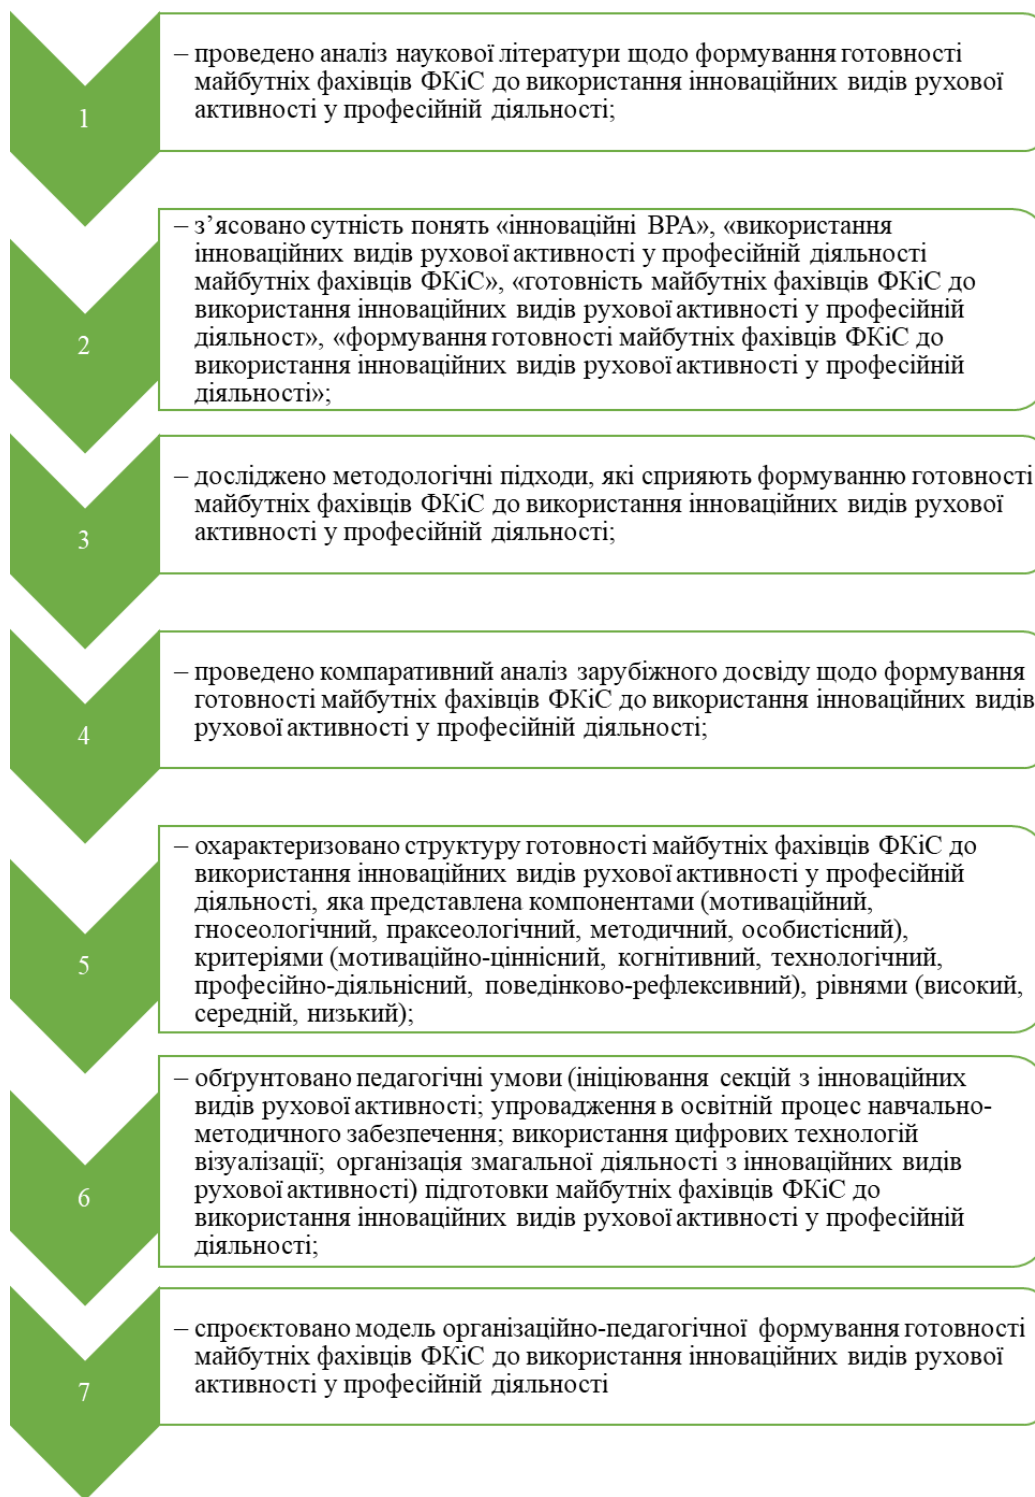 1
– проведено аналіз наукової літератури щодо формування готовності
майбутніх фахівців ФКіС до використання інноваційних видів рухової
активності у професійній діяльності;
2
– з’ясовано сутність понять «інноваційні ВРА», «використання
інноваційних видів рухової активності у професійній діяльності
майбутніх фахівців ФКіС», «готовність майбутніх фахівців ФКіС до
використання інноваційних видів рухової активності у професійній
діяльност», «формування готовності майбутніх фахівців ФКіС до
використання інноваційних видів рухової активності у професійній
діяльності»;
3
– досліджено методологічні підходи, які сприяють формуванню готовності
майбутніх фахівців ФКіС до використання інноваційних видів рухової
активності у професійній діяльності;
4
– проведено компаративний аналіз зарубіжного досвіду щодо формування
готовності майбутніх фахівців ФКіС до використання інноваційних видів
рухової активності у професійній діяльності;
5
– охарактеризовано структуру готовності майбутніх фахівців ФКіС до
використання інноваційних видів рухової активності у професійній
діяльності, яка представлена компонентами (мотиваційний,
гносеологічний, праксеологічний, методичний, особистісний),
критеріями (мотиваційно-ціннісний, когнітивний, технологічний,
професійно-діяльнісний, поведінково-рефлексивний), рівнями (високий,
середній, низький);
6
– обґрунтовано педагогічні умови (ініціювання секцій з інноваційних
видів рухової активності; упровадження в освітній процес навчально-
методичного забезпечення; використання цифрових технологій
візуалізації; організація змагальної діяльності з інноваційних видів
рухової активності) підготовки майбутніх фахівців ФКіС до
використання інноваційних видів рухової активності у професійній
діяльності;
7
– спроєктовано модель організаційно-педагогічної формування готовності
майбутніх фахівців ФКіС до використання інноваційних видів рухової
активності у професійній діяльності